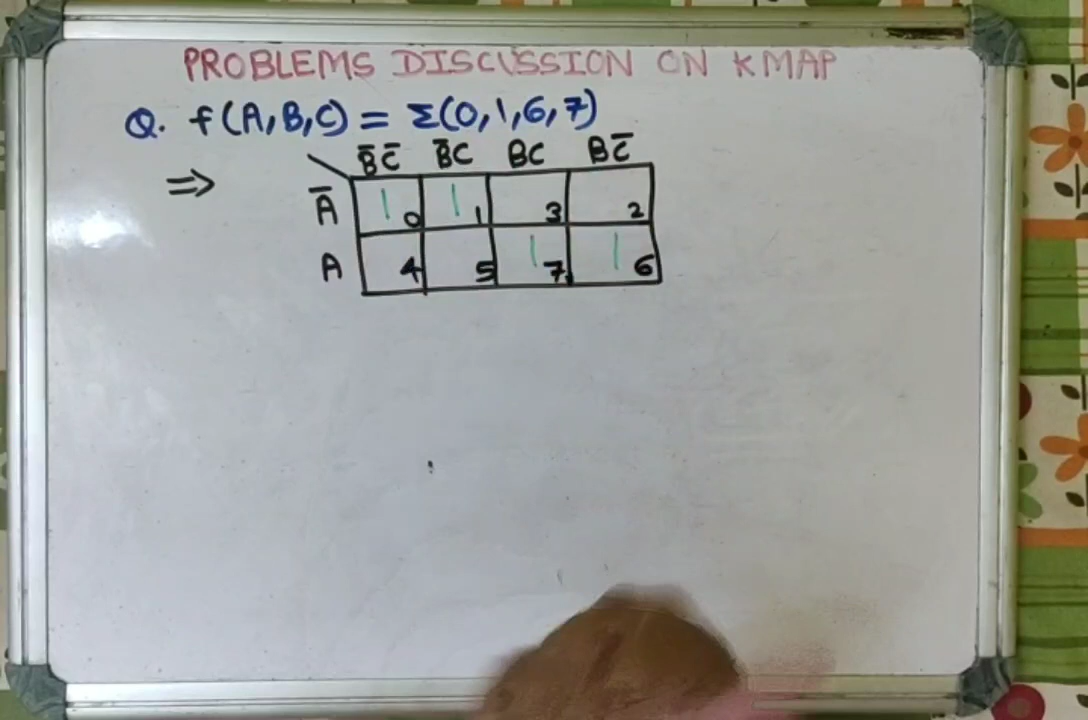 PROBLEMS DISCUSSION ON KMAP
Q. f(A,B,C) = Σ(0,1,6,7)
⇒ B̅C̅ B̅C BC BC̅
A̅ 1 0 1 1 3 2
A 4 5 1 7 1 6